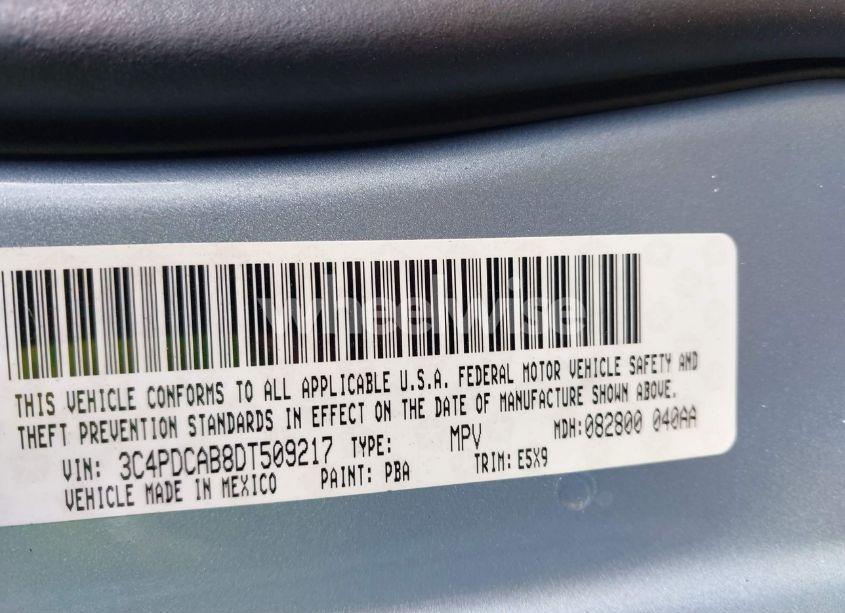 wheelwise
THIS VEHICLE CONFORMS TO ALL APPLICABLE U.S.A. FEDERAL MOTOR VEHICLE SAFETY AND
THEFT PREVENTION STANDARDS IN EFFECT ON THE DATE OF MANUFACTURE SHOWN ABOVE.
VIN: 3C4PDCAB8DT509217 TYPE: MPV MDH:082800 040AA
VEHICLE MADE IN MEXICO PAINT: PBA TRIM: E5X9